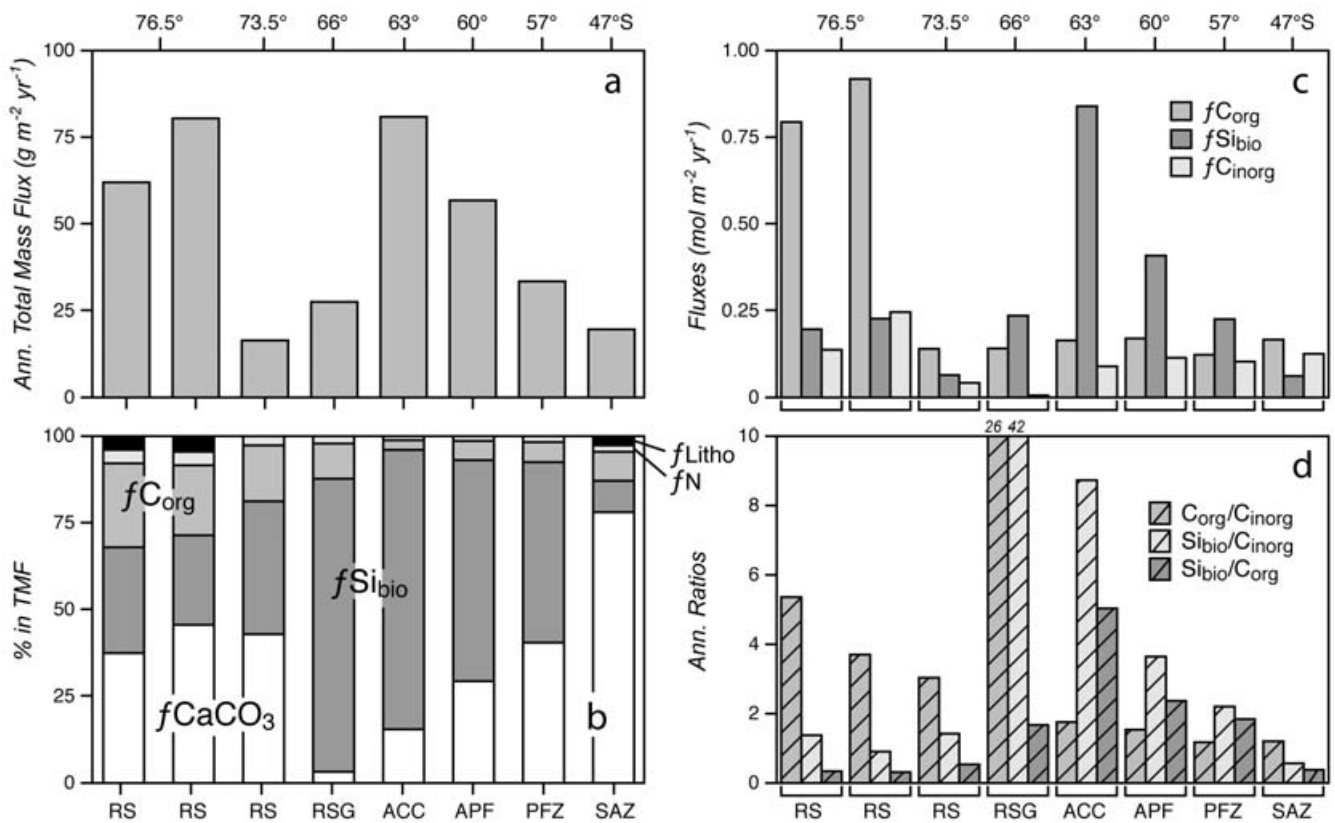 76.5° 73.5° 66° 63° 60° 57° 47°S
100
75
50
25
0
Ann. Total Mass Flux (g m⁻² yr⁻¹)
a
100
75
50
25
0
% in TMF
ƒCorg
ƒSibio
ƒCaCO₃
ƒLitho
ƒN
b
RS RS RS RSG ACC APF PFZ SAZ
76.5° 73.5° 66° 63° 60° 57° 47°S
1.00
0.75
0.50
0.25
0
Fluxes (mol m⁻² yr⁻¹)
c
ƒCorg
ƒSibio
ƒCinorg
26 42
10
8
6
4
2
0
Ann. Ratios
d
Corg/Cinorg
Sibio/Cinorg
Sibio/Corg
RS RS RS RSG ACC APF PFZ SAZ